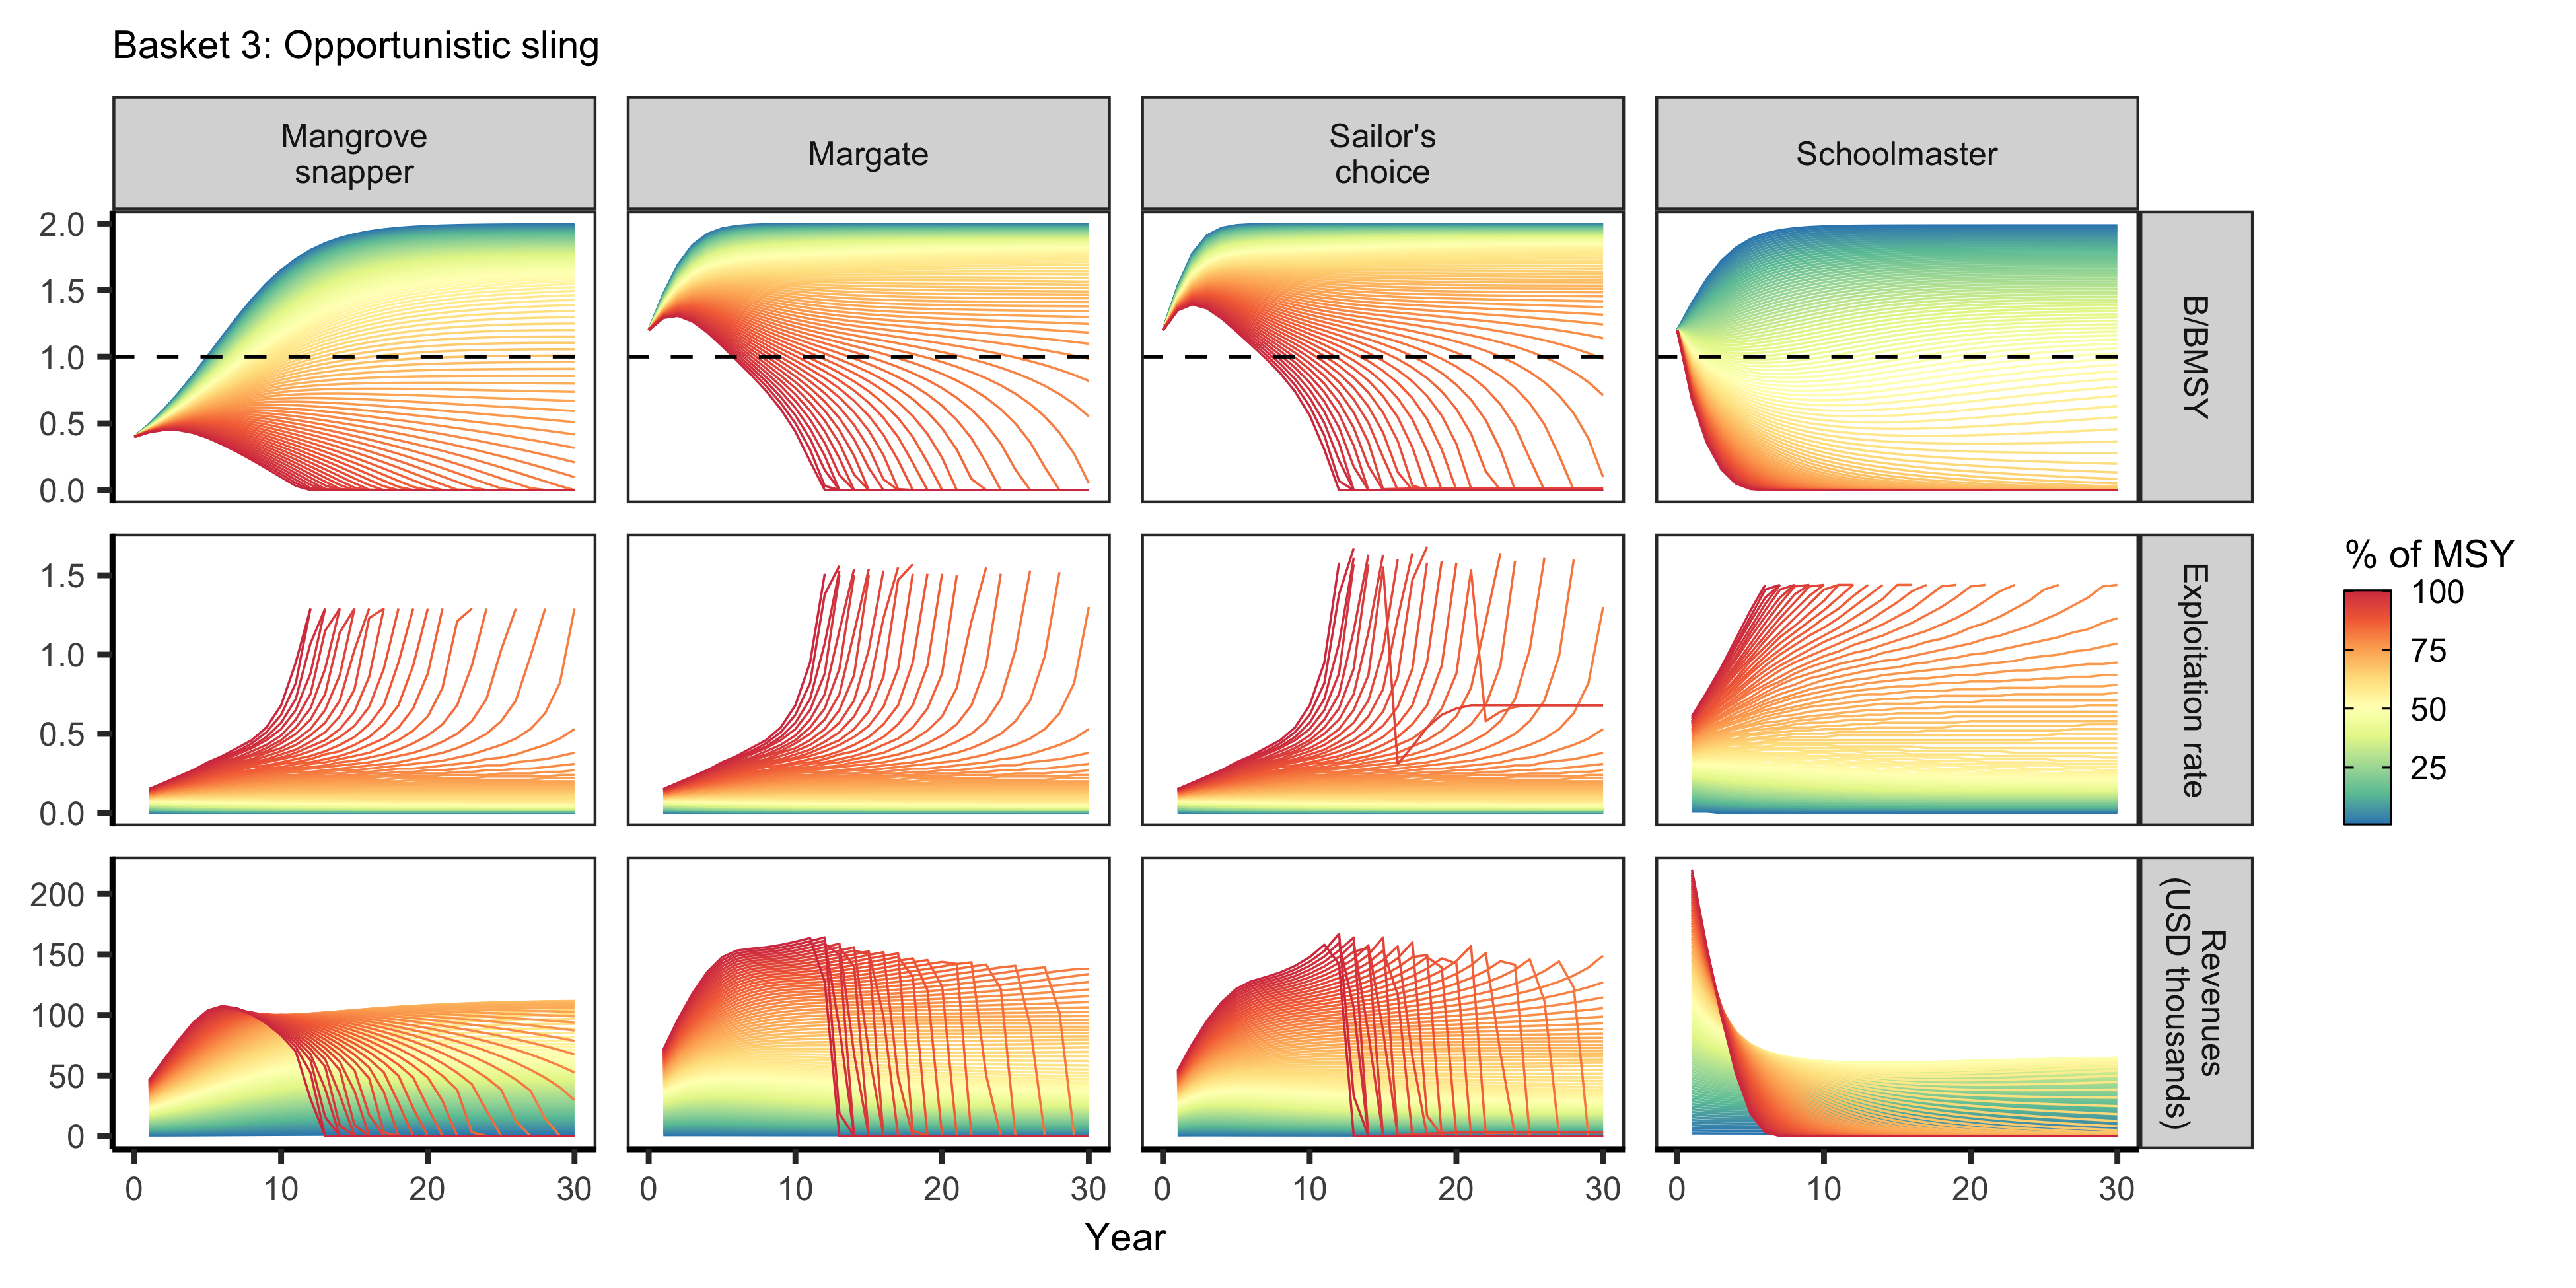 Basket 3: Opportunistic sling
Mangrove
snapper
Margate
Sailor's
choice
Schoolmaster
2.0
1.5
1.0
0.5
0.0
B/BMSY
1.5
1.0
0.5
0.0
Exploitation rate
200
150
100
50
0
Revenues
(USD thousands)
0 10 20 30
0 10 20 30
0 10 20 30
0 10 20 30
Year
% of MSY
100
75
50
25